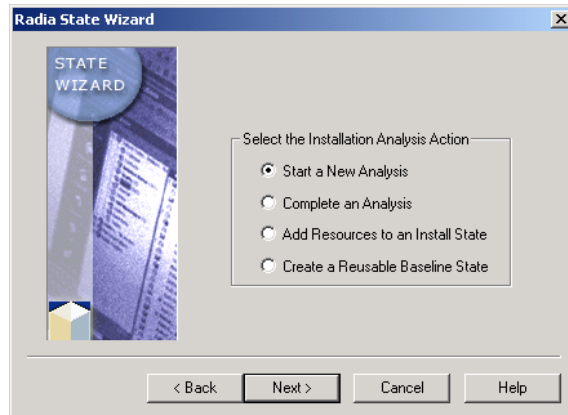 Radia State Wizard
STATE
WIZARD
Select the Installation Analysis Action
Start a New Analysis
Complete an Analysis
Add Resources to an Install State
Create a Reusable Baseline State
< Back
Next >
Cancel
Help